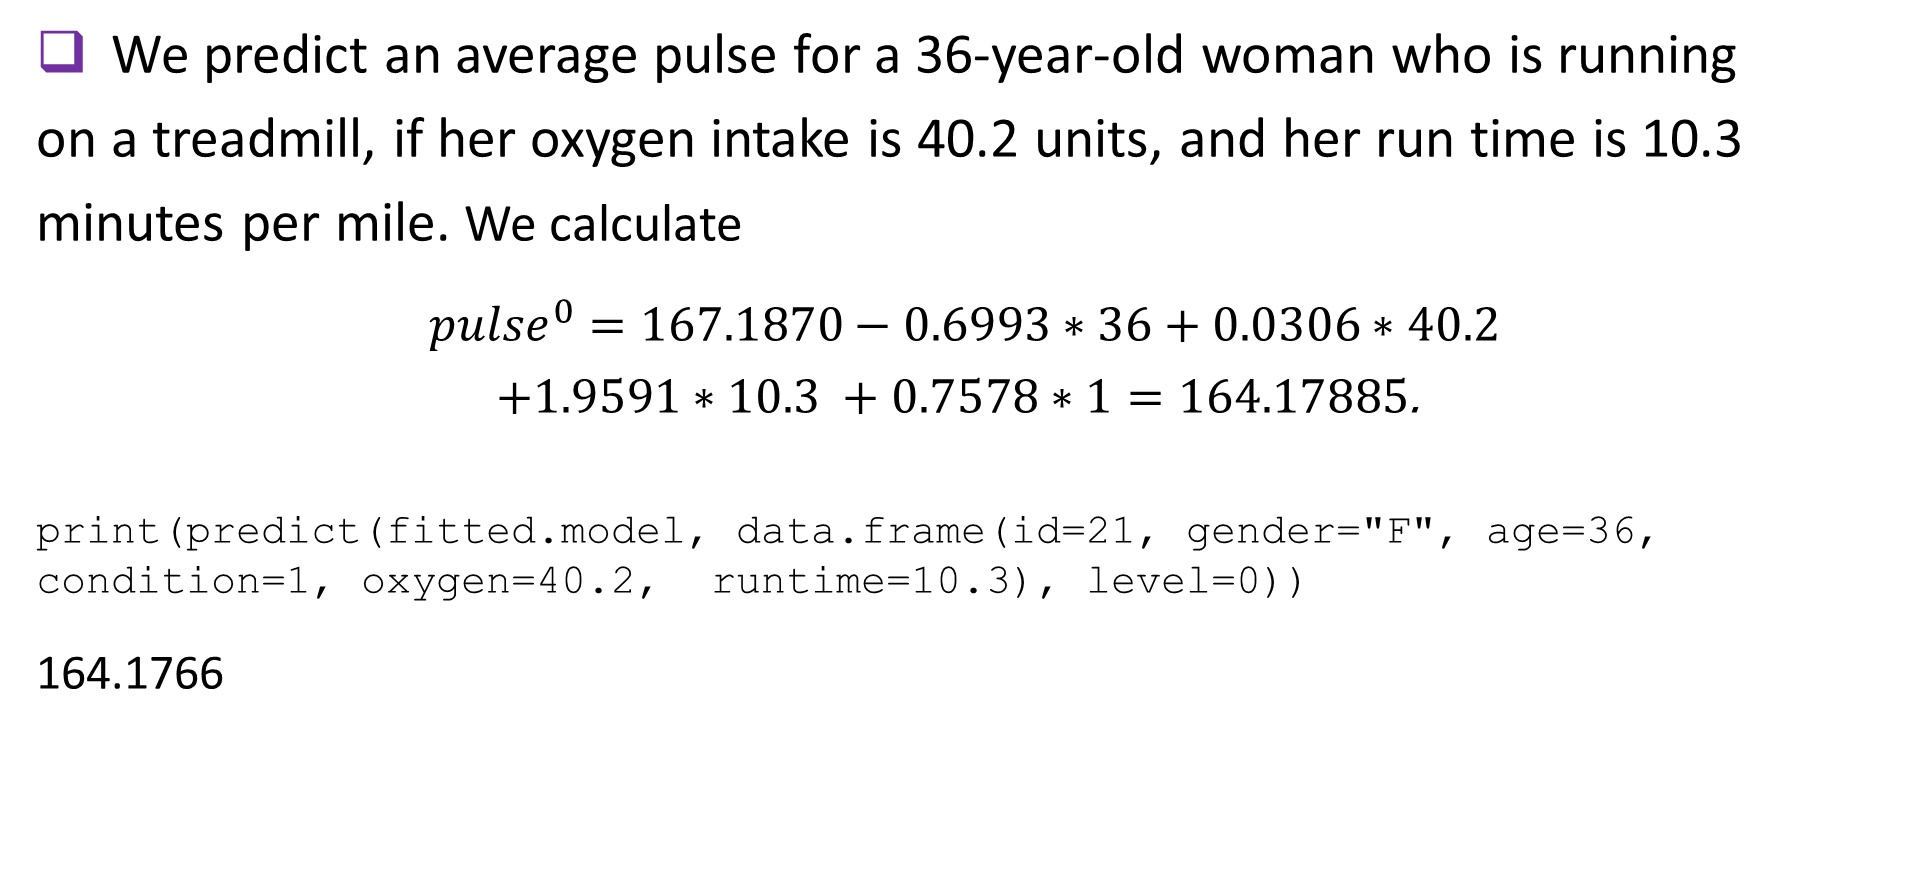 ❑ We predict an average pulse for a 36-year-old woman who is running
on a treadmill, if her oxygen intake is 40.2 units, and her run time is 10.3
minutes per mile. We calculate
𝑝𝑢𝑙𝑠𝑒⁰ = 167.1870 − 0.6993 ∗ 36 + 0.0306 ∗ 40.2
+1.9591 ∗ 10.3 + 0.7578 ∗ 1 = 164.17885.
print(predict(fitted.model, data.frame(id=21, gender="F", age=36,
condition=1, oxygen=40.2, runtime=10.3), level=0))
164.1766